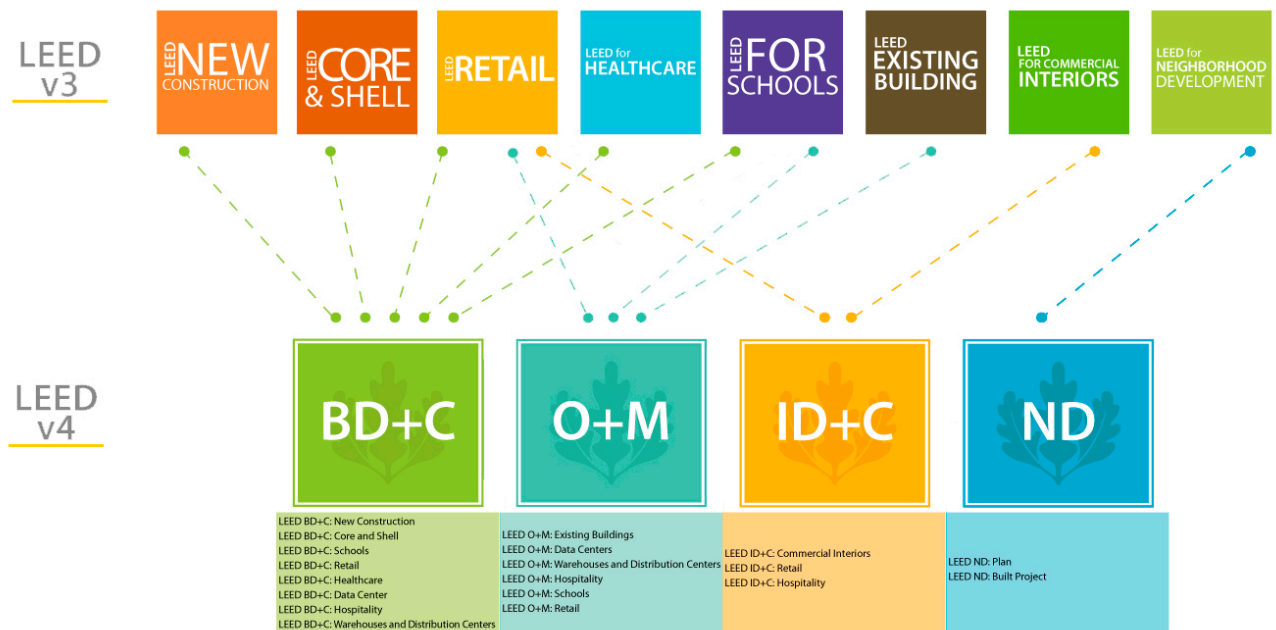 LEED
v3
LEED NEW
CONSTRUCTION
LEED CORE
& SHELL
LEED RETAIL
LEED for
HEALTHCARE
LEED FOR
SCHOOLS
LEED
EXISTING
BUILDING
LEED
FOR COMMERCIAL
INTERIORS
LEED for
NEIGHBORHOOD
DEVELOPMENT
LEED
v4
BD+C
O+M
ID+C
ND
LEED BD+C: New Construction
LEED BD+C: Core and Shell
LEED BD+C: Schools
LEED BD+C: Retail
LEED BD+C: Healthcare
LEED BD+C: Data Center
LEED BD+C: Hospitality
LEED BD+C: Warehouses and Distribution Centers
LEED O+M: Existing Buildings
LEED O+M: Data Centers
LEED O+M: Warehouses and Distribution Centers
LEED O+M: Hospitality
LEED O+M: Schools
LEED O+M: Retail
LEED ID+C: Commercial Interiors
LEED ID+C: Retail
LEED ID+C: Hospitality
LEED ND: Plan
LEED ND: Built Project